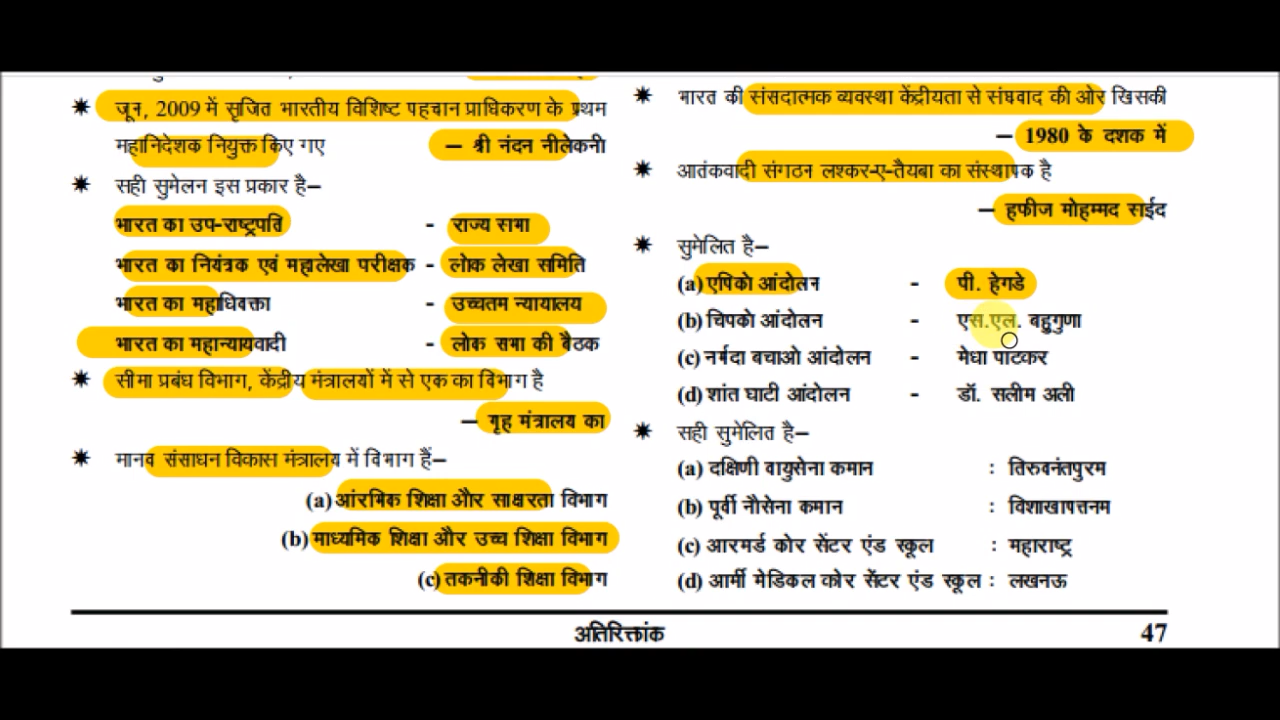 जून, 2009 में सृजित भारतीय विशिष्ट पहचान प्राधिकरण के प्रथम
महानिदेशक नियुक्त किए गए – श्री नंदन नीलेकनी
सही सुमेलन इस प्रकार है–
भारत का उप-राष्ट्रपति - राज्य सभा
भारत का नियंत्रक एवं महालेखा परीक्षक - लोक लेखा समिति
भारत का महाधिवक्ता - उच्चतम न्यायालय
भारत का महान्यायवादी - लोक सभा की बैठक
सीमा प्रबंध विभाग, केंद्रीय मंत्रालयों में से एक का विभाग है
– गृह मंत्रालय का
मानव संसाधन विकास मंत्रालय में विभाग हैं–
(a) आंरभिक शिक्षा और साक्षरता विभाग
(b) माध्यमिक शिक्षा और उच्च शिक्षा विभाग
(c) तकनीकी शिक्षा विभाग
भारत की संसदात्मक व्यवस्था केंद्रीयता से संघवाद की ओर खिसकी
– 1980 के दशक में
आतंकवादी संगठन लश्कर-ए-तैयबा का संस्थापक है
– हफीज मोहम्मद सईद
सुमेलित है–
(a) एपिको आंदोलन - पी. हेगडे
(b) चिपको आंदोलन - एस.एल. बहुगुणा
(c) नर्मदा बचाओ आंदोलन - मेधा पाटकर
(d) शांत घाटी आंदोलन - डॉ. सलीम अली
सही सुमेलित है–
(a) दक्षिणी वायुसेना कमान : तिरुवनंतपुरम
(b) पूर्वी नौसेना कमान : विशाखापत्तनम
(c) आरमर्ड कोर सेंटर एंड स्कूल : महाराष्ट्र
(d) आर्मी मेडिकल कोर सेंटर एंड स्कूल : लखनऊ
अतिरिक्तांक 47